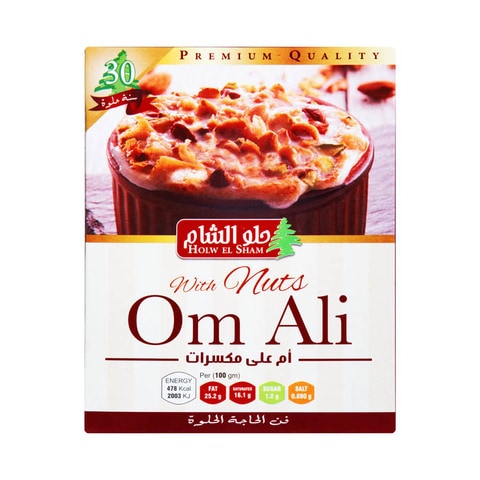 PREMIUM QUALITY
30
سنة حلوة
حلو الشام
HOLW EL SHAM
With Nuts
Om Ali
أم على مكسرات
Per (100 gm)
ENERGY
478 Kcal
2003 KJ
FAT
25.2 g
SATURATED
16.1 g
SUGAR
1.2 g
SALT
0.690 g
فن الحاجة الحلوة